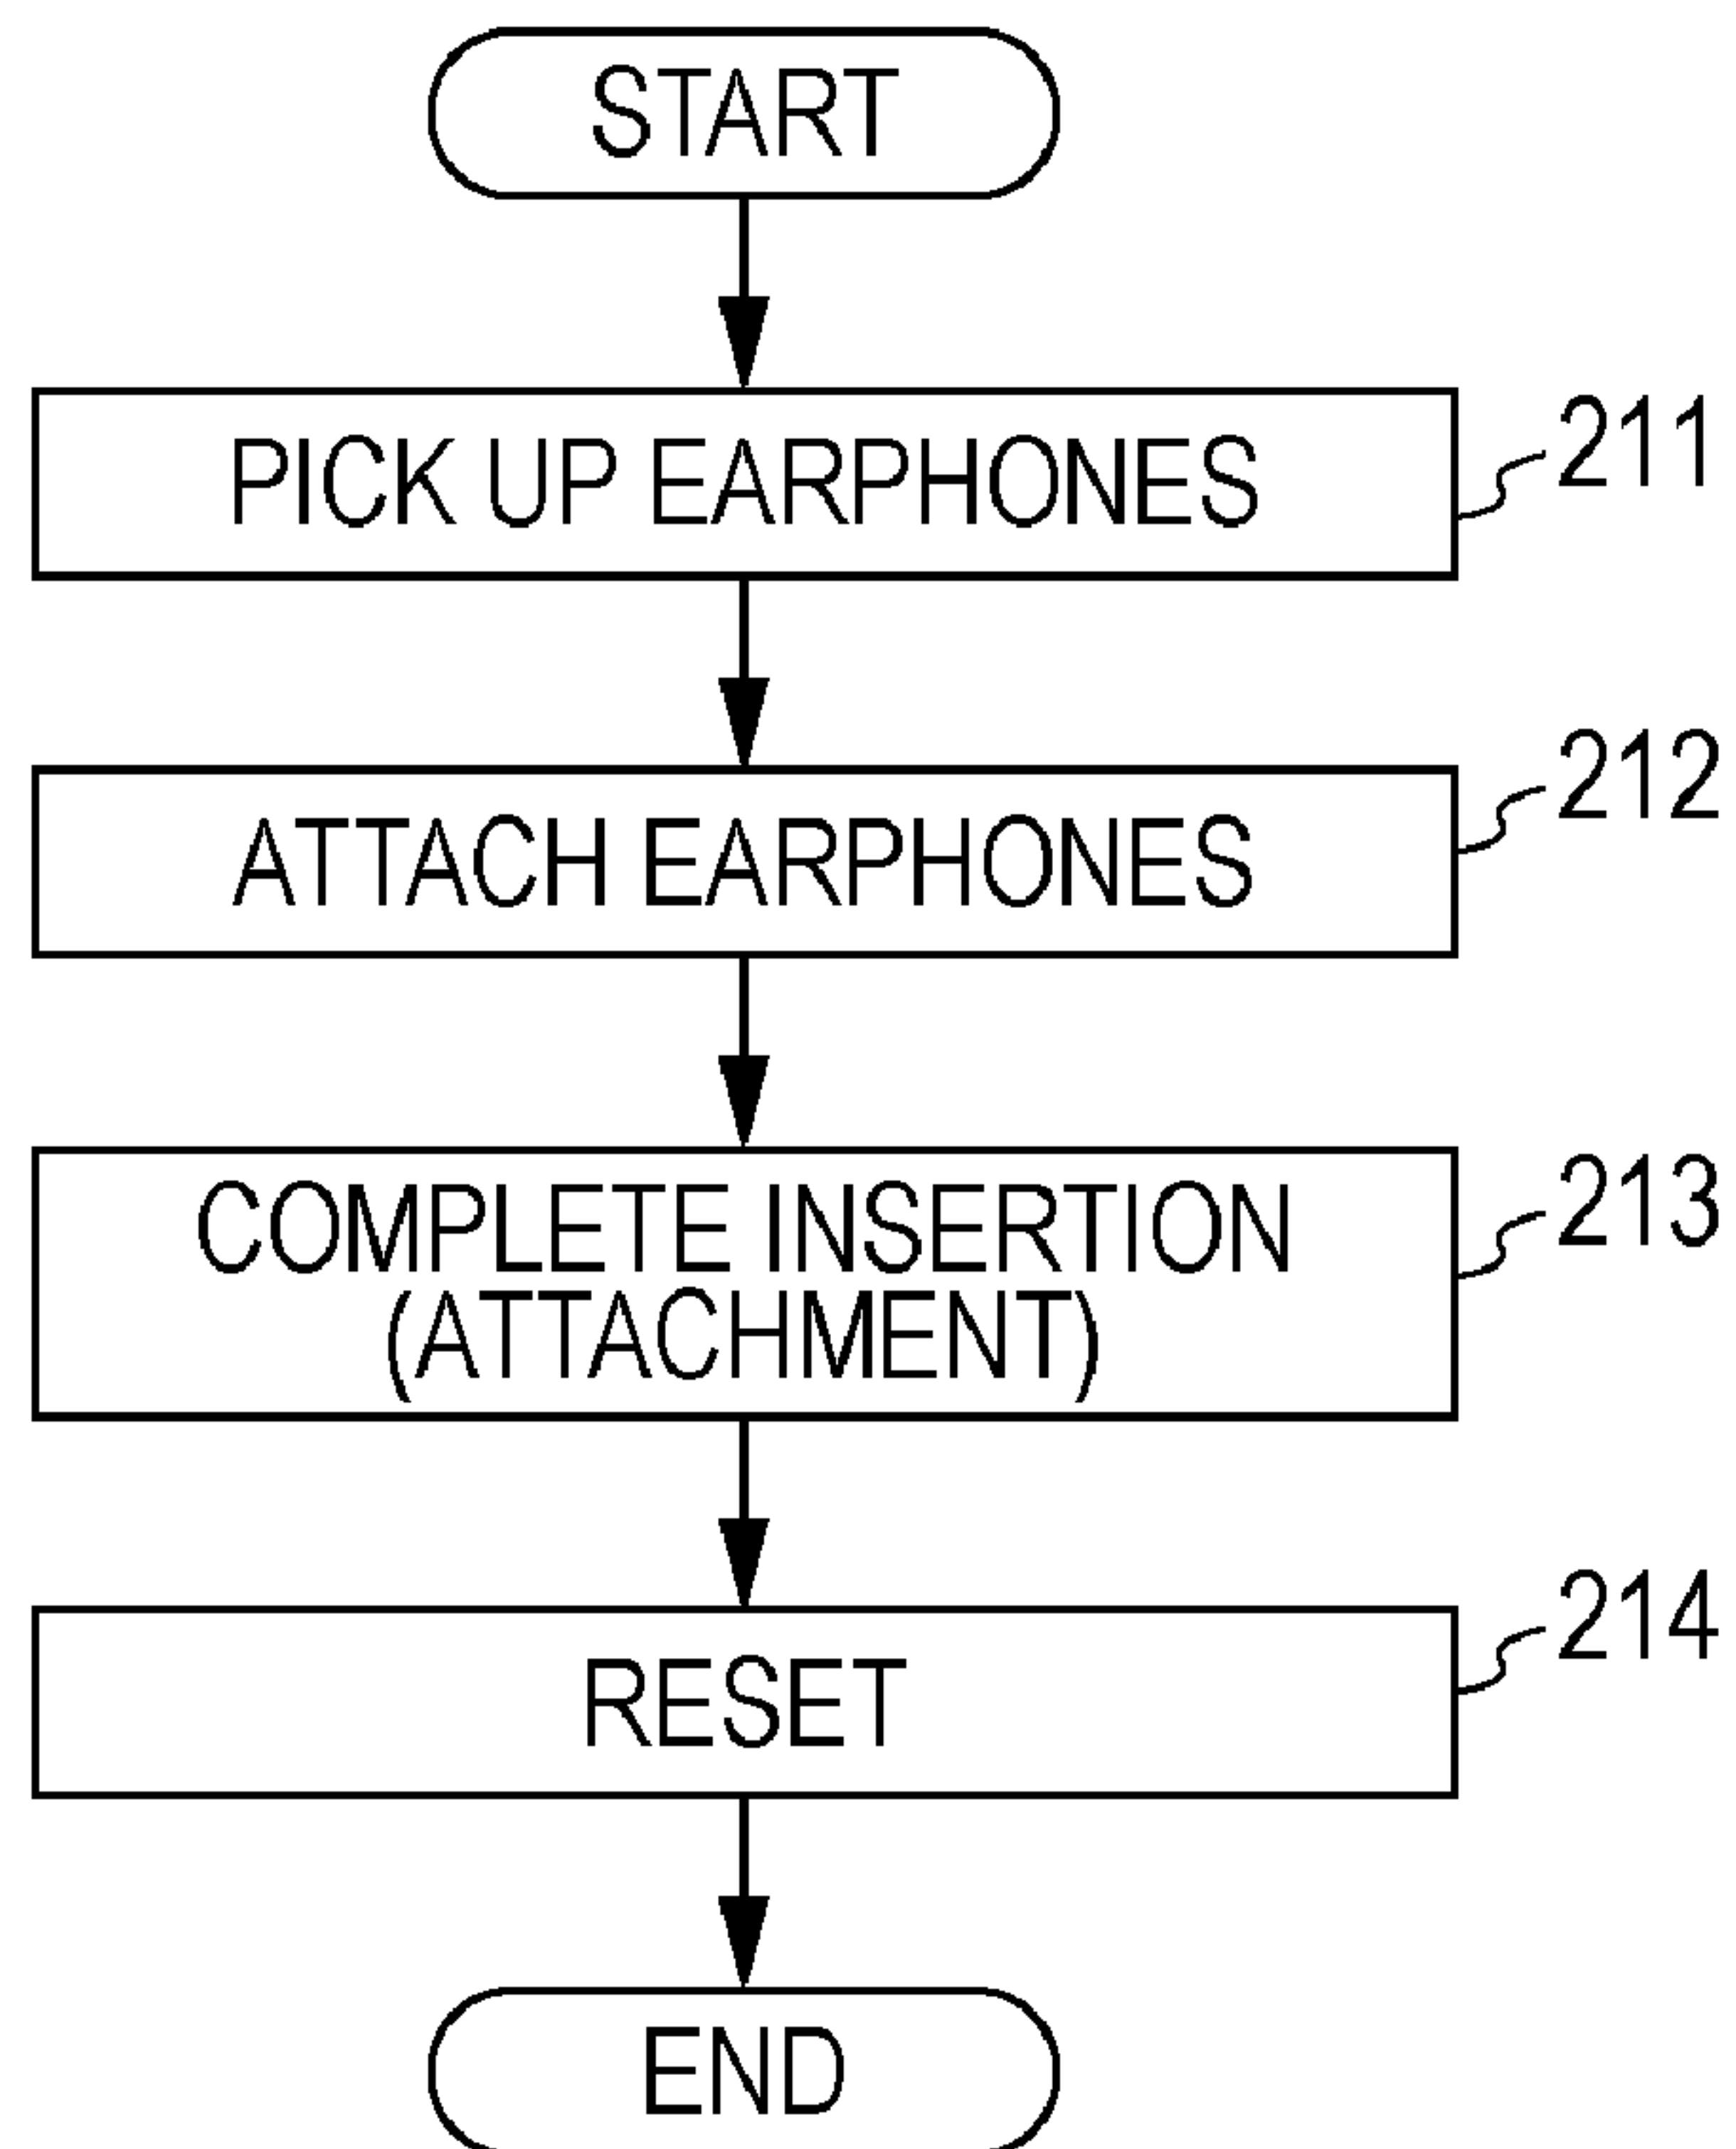 START
PICK UP EARPHONES
211
ATTACH EARPHONES
212
COMPLETE INSERTION
(ATTACHMENT)
213
RESET
214
END